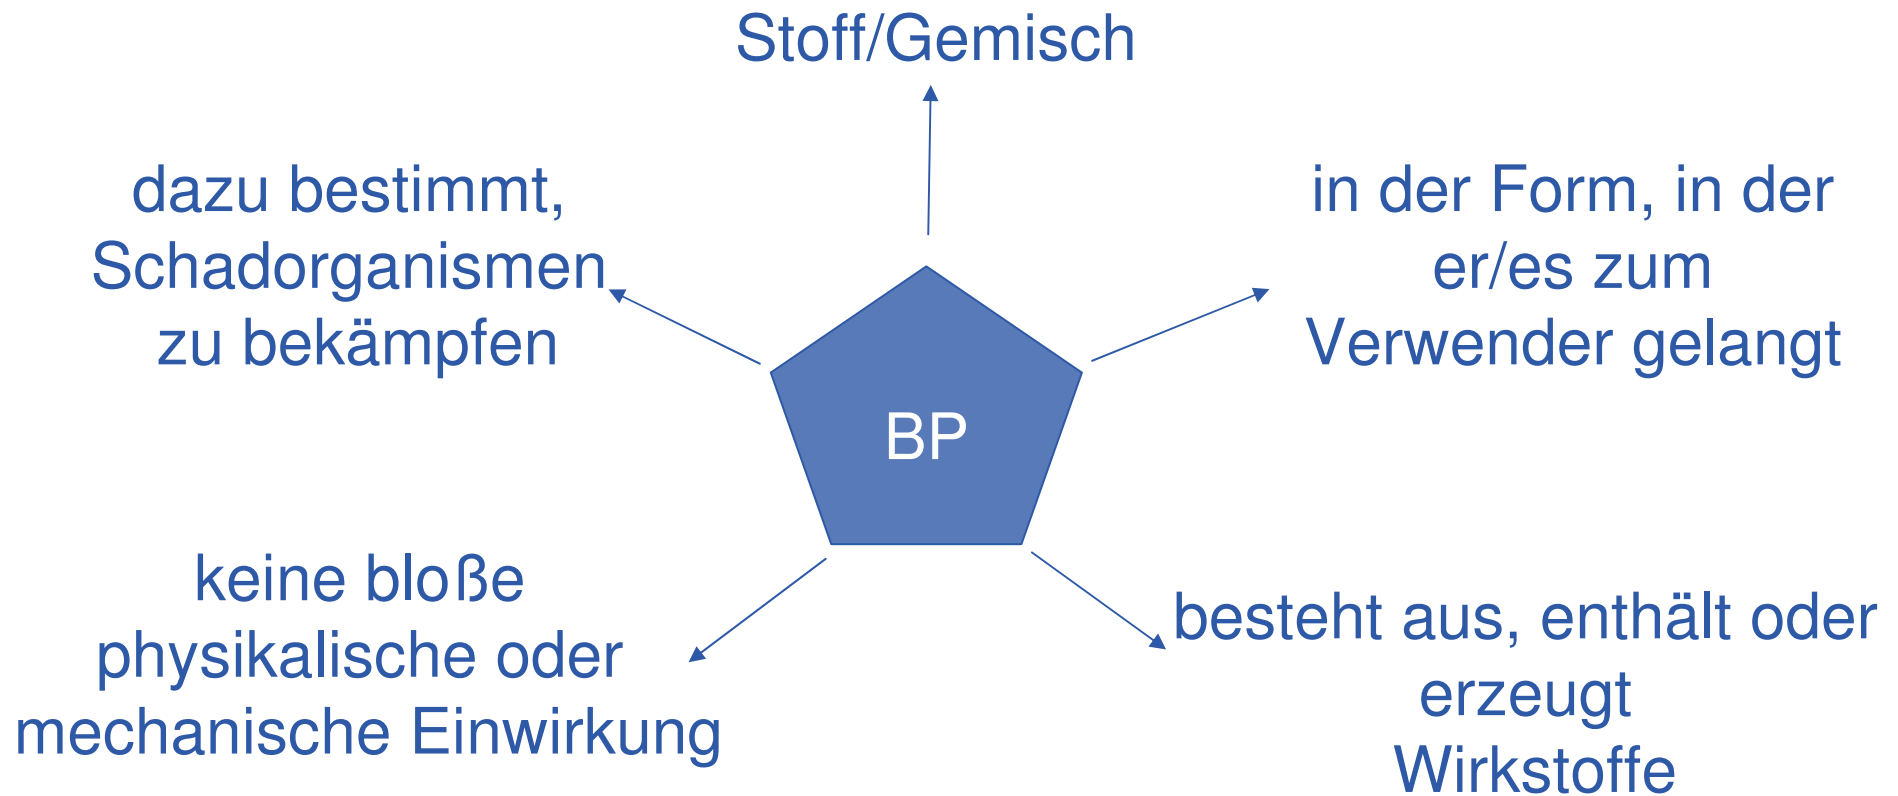 Stoff/Gemisch
dazu bestimmt,
Schadorganismen
zu bekämpfen
in der Form, in der
er/es zum
Verwender gelangt
BP
keine bloße
physikalische oder
mechanische Einwirkung
besteht aus, enthält oder
erzeugt
Wirkstoffe